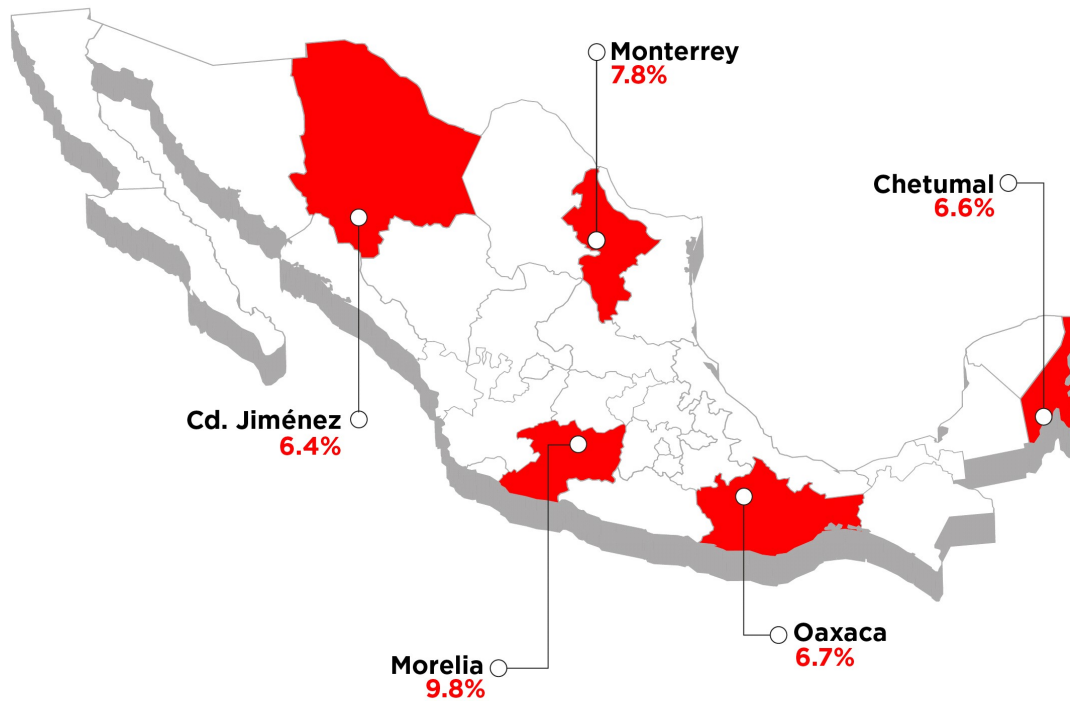 Monterrey
7.8%
Chetumal
6.6%
Cd. Jiménez
6.4%
Oaxaca
6.7%
Morelia
9.8%